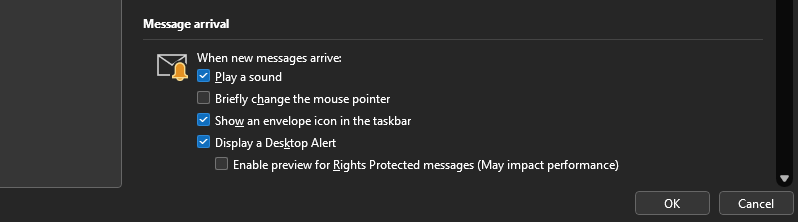 Message arrival
When new messages arrive:
Play a sound
Briefly change the mouse pointer
Show an envelope icon in the taskbar
Display a Desktop Alert
Enable preview for Rights Protected messages (May impact performance)
OK
Cancel